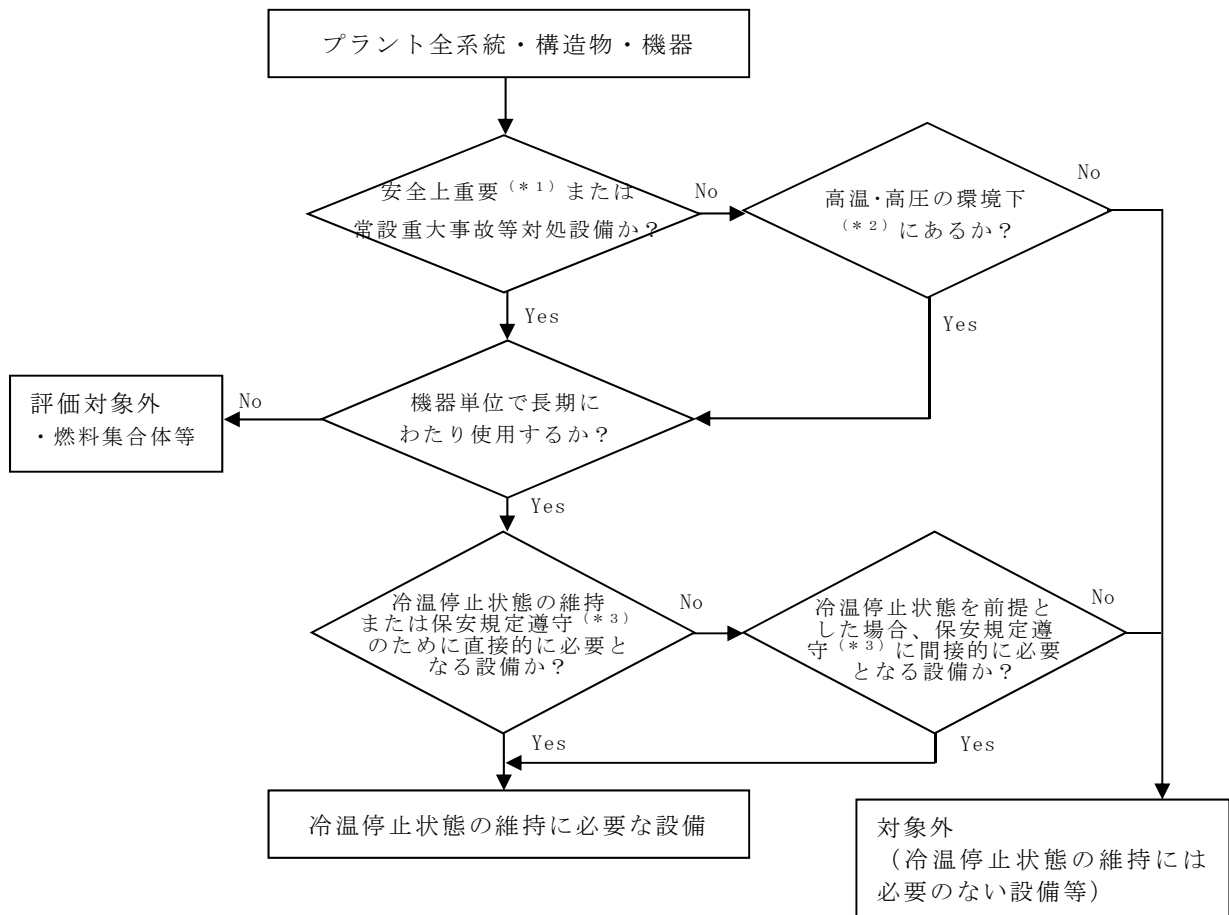 プラント全系統・構造物・機器
安全上重要(*1)または
常設重大事故等対処設備か?
No
高温・高圧の環境下
(*2)にあるか?
No
Yes
Yes
評価対象外
・燃料集合体等
No
機器単位で長期に
わたり使用するか?
Yes
冷温停止状態の維持
または保安規定遵守(*3)
のために直接的に必要と
なる設備か?
No
冷温停止状態を前提と
した場合、保安規定遵
守(*3)に間接的に必要
となる設備か?
No
Yes
Yes
冷温停止状態の維持に必要な設備
対象外
(冷温停止状態の維持には
必要のない設備等)